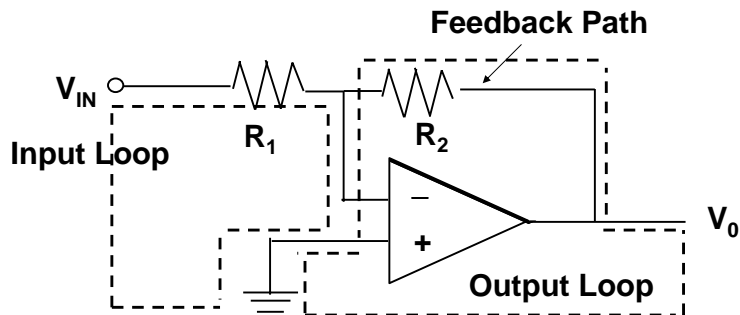 Feedback Path
V_IN
R_1
R_2
Input Loop
−
V_0
+
Output Loop